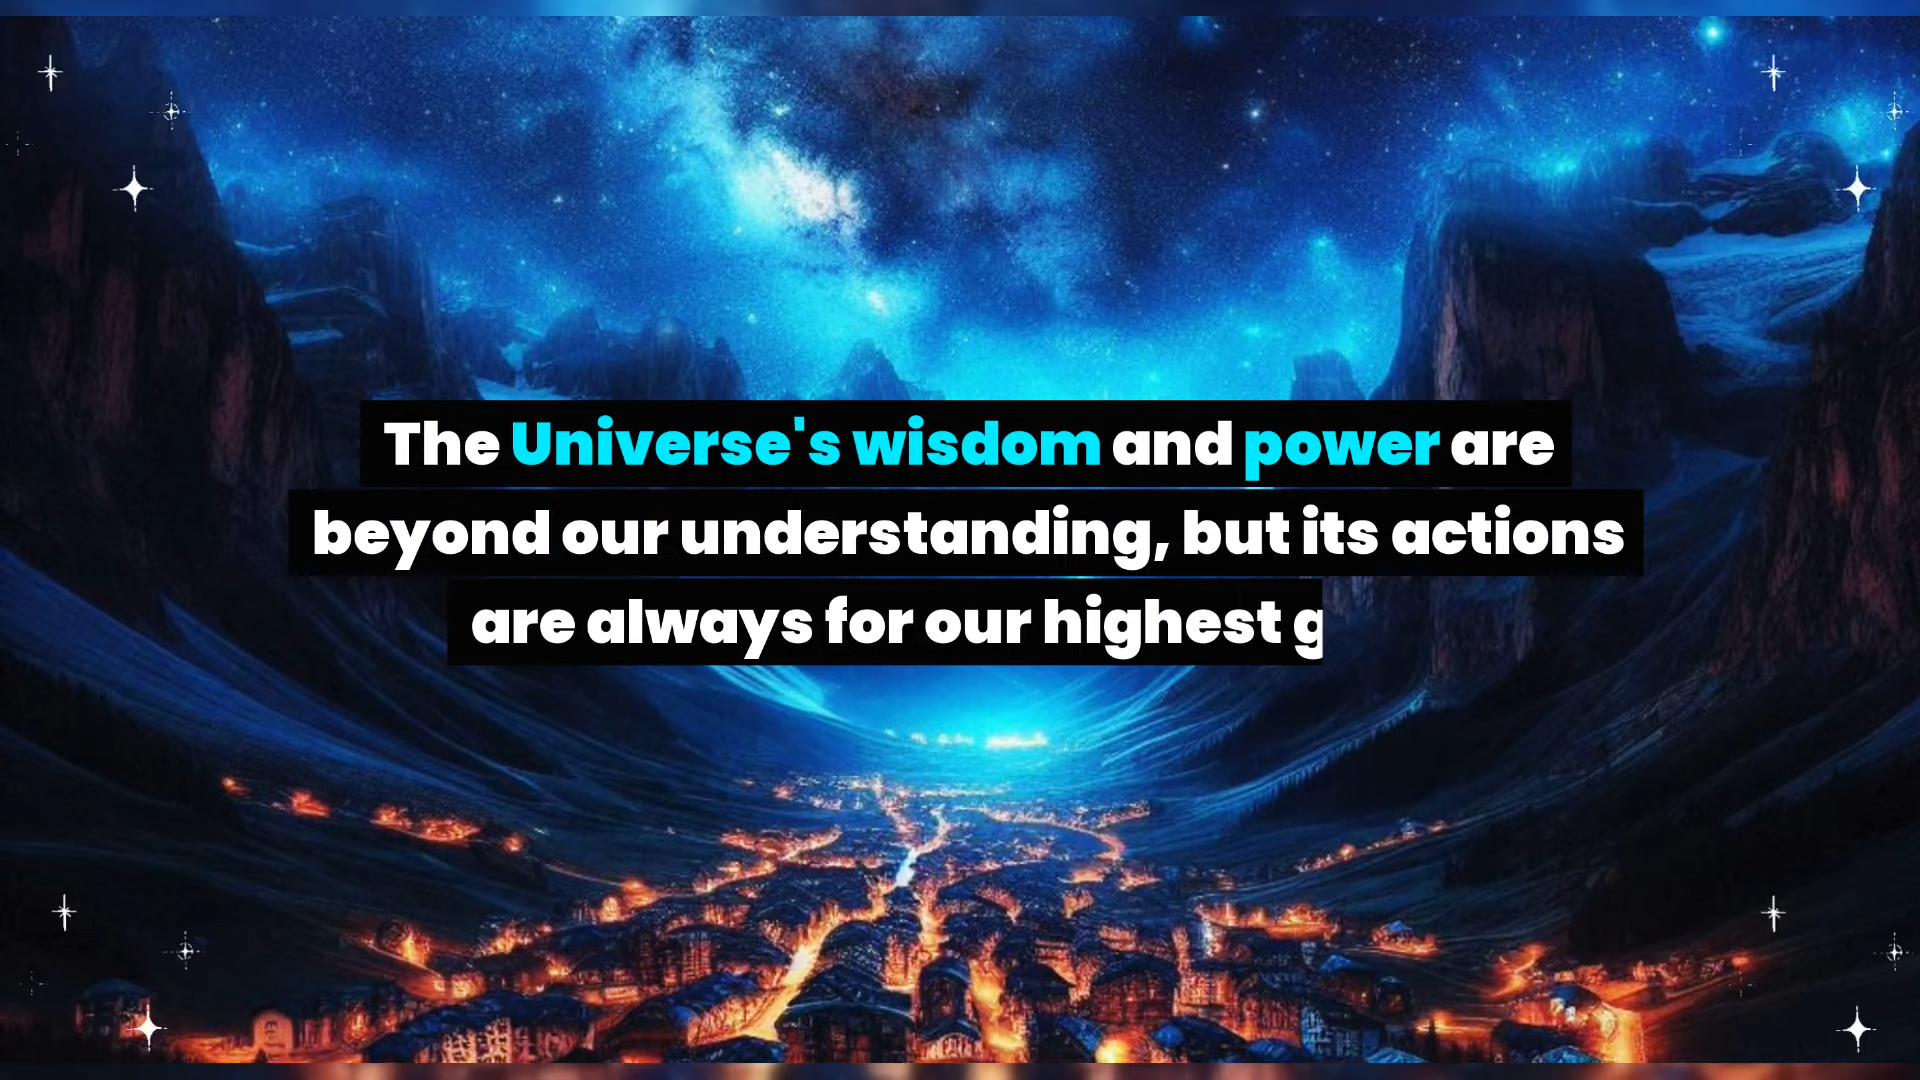 The Universe's wisdom and power are
beyond our understanding, but its actions
are always for our highest g